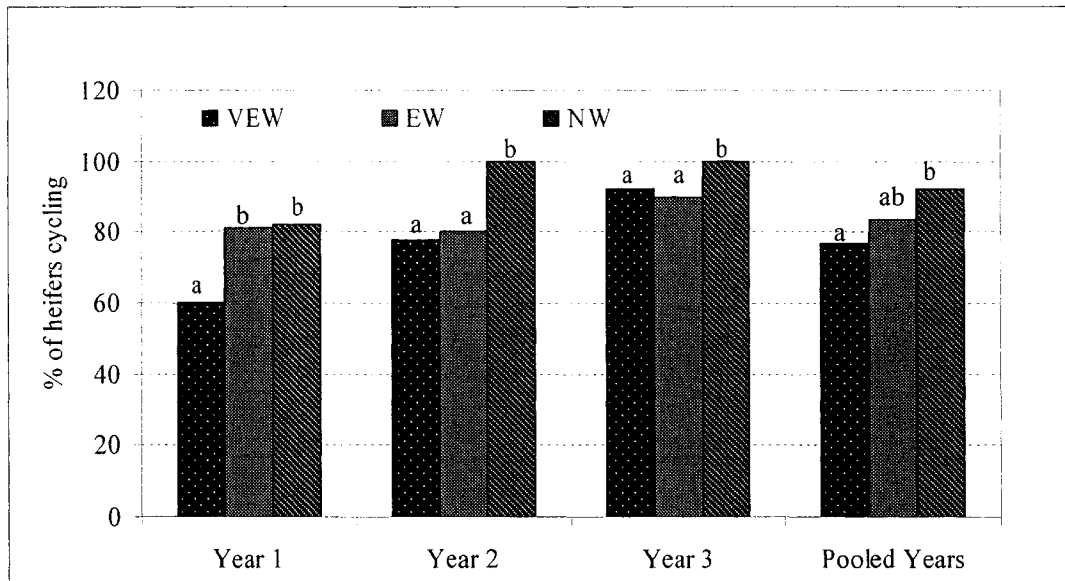 120
VEW EW NW
100
80
60
40
20
0
% of heifers cycling
a b b
a a b
a a b
a ab b
Year 1 Year 2 Year 3 Pooled Years